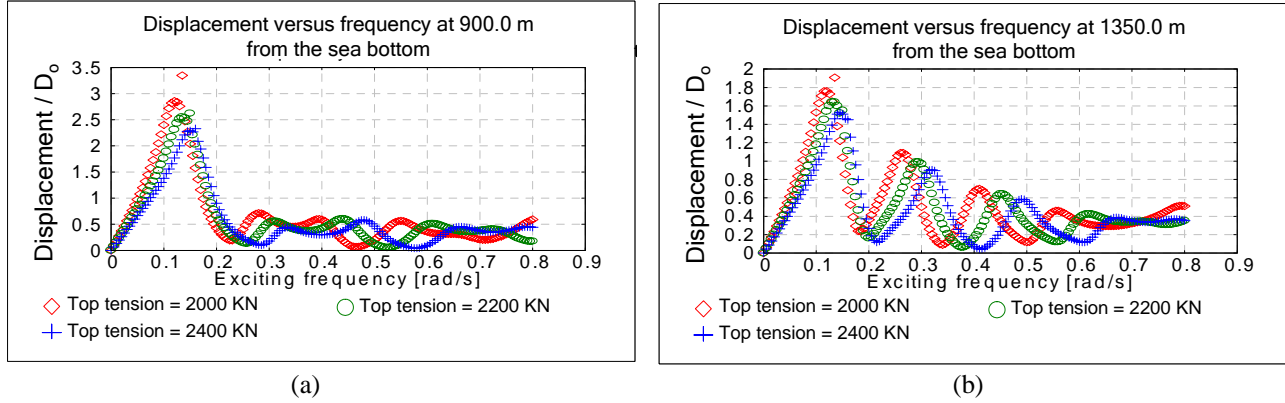 Displacement versus frequency at 900.0 m
from the sea bottom
Displacement / Do
3.5
3
2.5
2
1.5
1
0.5
0
0 0.1 0.2 0.3 0.4 0.5 0.6 0.7 0.8 0.9
Exciting frequency [rad/s]
Top tension = 2000 KN
Top tension = 2200 KN
Top tension = 2400 KN
(a)
Displacement versus frequency at 1350.0 m
from the sea bottom
Displacement / Do
2
1.8
1.6
1.4
1.2
1
0.8
0.6
0.4
0.2
0
0 0.1 0.2 0.3 0.4 0.5 0.6 0.7 0.8 0.9
Exciting frequency [rad/s]
Top tension = 2000 KN
Top tension = 2200 KN
Top tension = 2400 KN
(b)